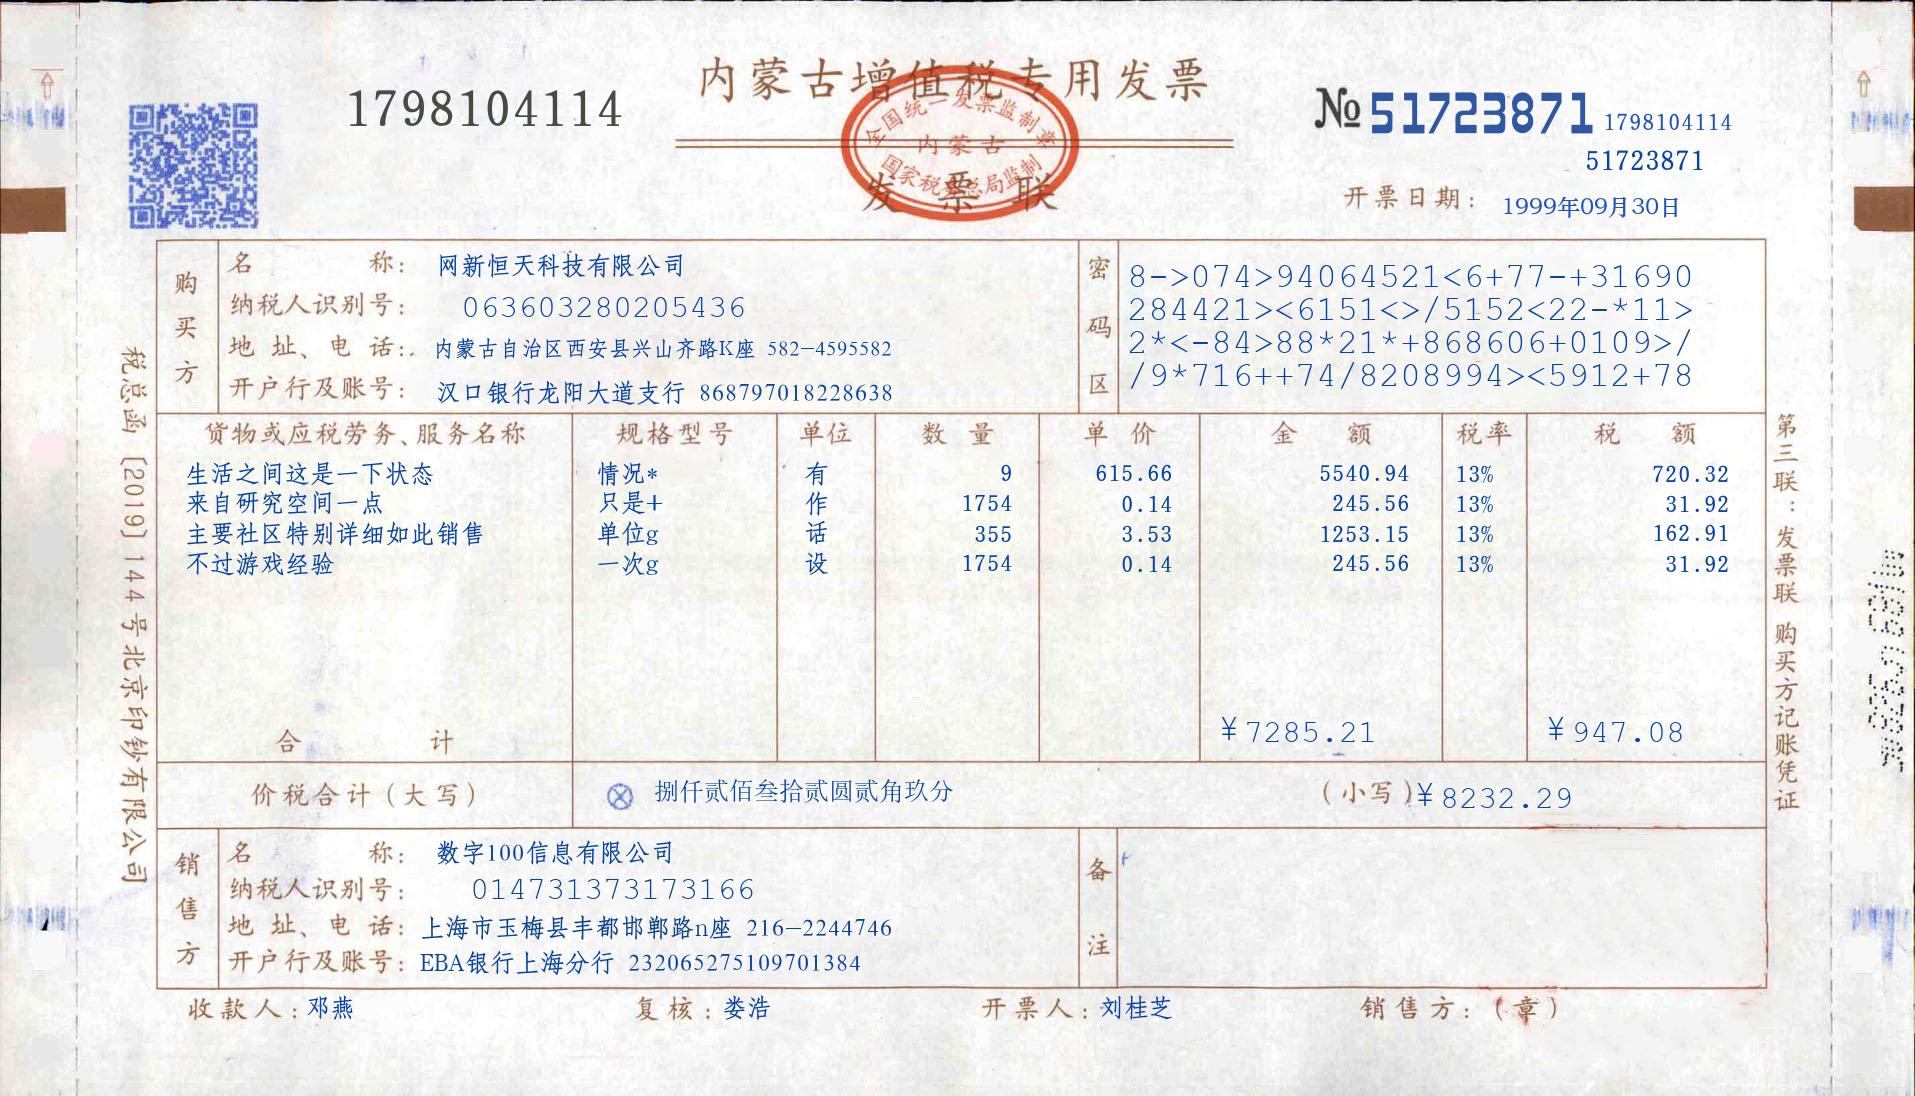 内蒙古增值税专用发票
1798104114
№ 51723871 1798104114
51723871
全国统一发票监制章
内蒙古
国家税务总局监制
发票联
开票日期： 1999年09月30日
购买方
名称： 网新恒天科技有限公司
纳税人识别号： 063603280205436
地址、电话： 内蒙古自治区西安县兴山齐路K座 582-4595582
开户行及账号： 汉口银行龙阳大道支行 868797018228638
密码区
8->074>94064521<6+77-+31690
284421><6151<>/5152<22-*11>
2*<-84>88*21*+868606+0109>/
/9*716++74/8208994><5912+78
货物或应税劳务、服务名称 规格型号 单位 数量 单价 金额 税率 税额
生活之间这是一下状态 情况* 有 9 615.66 5540.94 13% 720.32
来自研究空间一点 只是+ 作 1754 0.14 245.56 13% 31.92
主要社区特别详细如此销售 单位g 话 355 3.53 1253.15 13% 162.91
不过游戏经验 一次g 设 1754 0.14 245.56 13% 31.92
合计 ¥7285.21 ¥947.08
价税合计(大写) 捌仟贰佰叁拾贰圆贰角玖分 (小写)¥8232.29
销售方
名称： 数字100信息有限公司
纳税人识别号： 014731373173166
地址、电话： 上海市玉梅县丰都邯郸路n座 216-2244746
开户行及账号： EBA银行上海分行 232065275109701384
备注
收款人：邓燕 复核：娄浩 开票人：刘桂芝 销售方：(章)
税总函[2019]144号北京印钞有限公司
第三联：发票联 购买方记账凭证